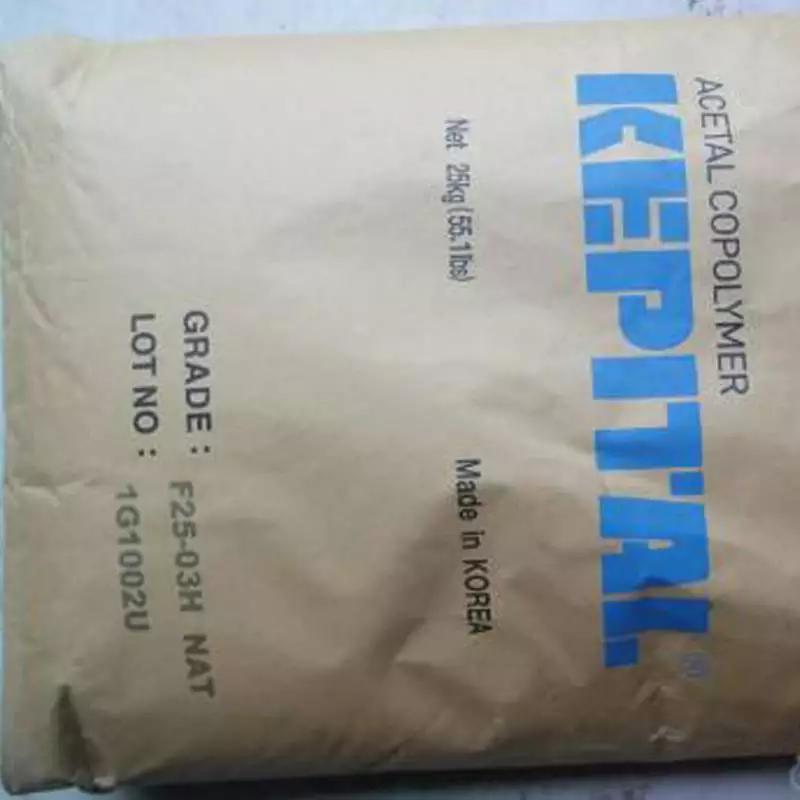 ACETAL COPOLYMER
KEPITAL®
Net 25kg(55.1lbs) Made in KOREA
GRADE : F25-03H NAT
LOT NO : 1G1002U